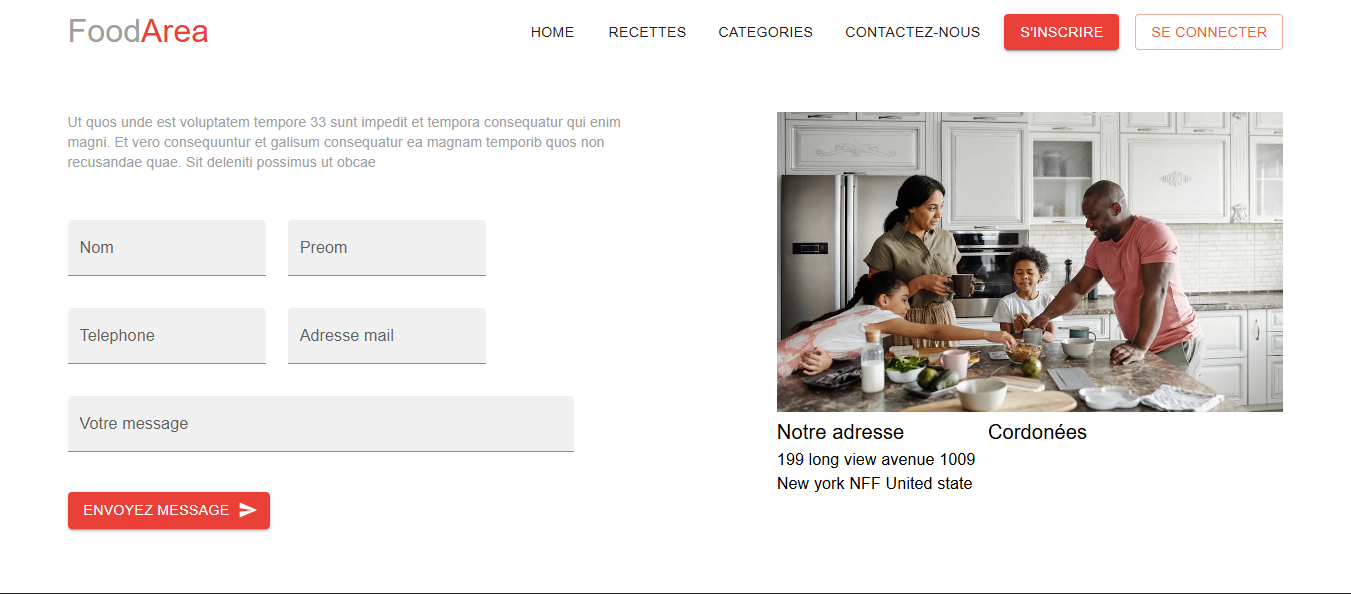 FoodArea HOME RECETTES CATEGORIES CONTACTEZ-NOUS S'INSCRIRE SE CONNECTER
Ut quos unde est voluptatem tempore 33 sunt impedit et tempora consequatur qui enim
magni. Et vero consequuntur et galisum consequatur ea magnam temporib quos non
recusandae quae. Sit deleniti possimus ut obcae
Nom Preom
Telephone Adresse mail
Votre message
ENVOYEZ MESSAGE
Notre adresse Cordonées
199 long view avenue 1009
New york NFF United state